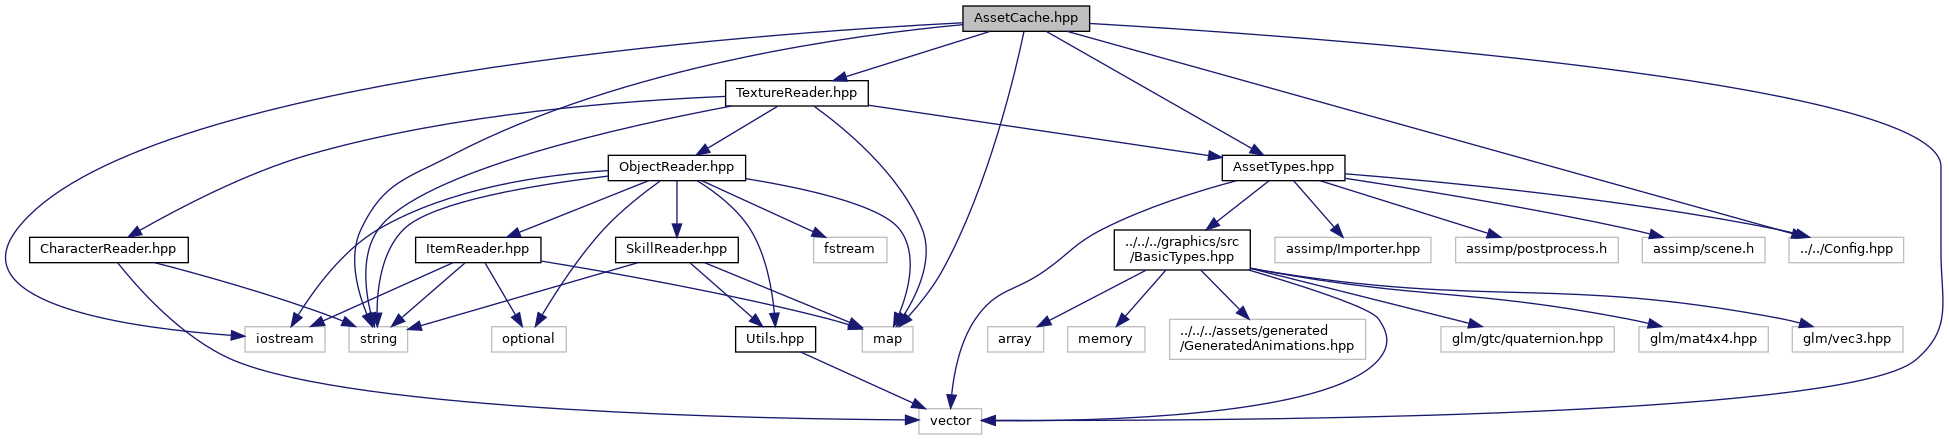 AssetCache.hpp
TextureReader.hpp
ObjectReader.hpp
AssetTypes.hpp
CharacterReader.hpp
ItemReader.hpp
SkillReader.hpp
fstream
../../../graphics/src
/BasicTypes.hpp
assimp/Importer.hpp
assimp/postprocess.h
assimp/scene.h
../../Config.hpp
iostream
string
optional
Utils.hpp
map
array
memory
../../../assets/generated
/GeneratedAnimations.hpp
glm/gtc/quaternion.hpp
glm/mat4x4.hpp
glm/vec3.hpp
vector